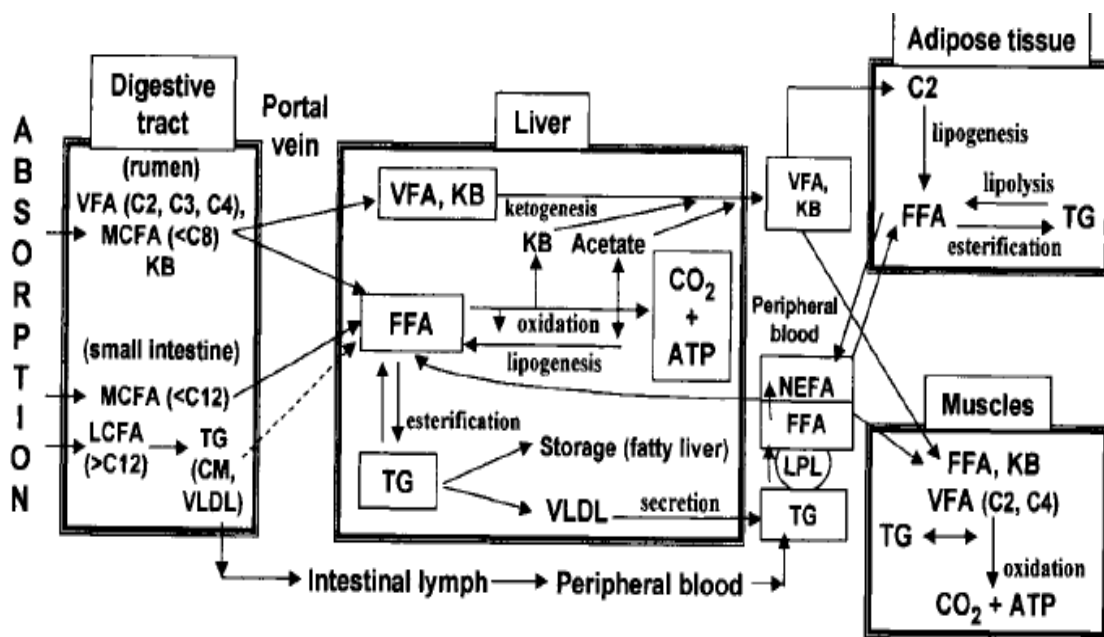 ABSORPTION
Digestive
tract
(rumen)
VFA (C2, C3, C4),
MCFA (<C8)
KB
(small intestine)
MCFA (<C12)
LCFA
(>C12)
TG
(CM,
VLDL)
Portal
vein
Liver
VFA, KB
ketogenesis
KB
Acetate
FFA
oxidation
lipogenesis
CO₂
+
ATP
esterification
TG
Storage (fatty liver)
VLDL
secretion
Intestinal lymph
Peripheral blood
VFA,
KB
Peripheral
blood
NEFA
FFA
LPL
TG
Adipose tissue
C2
lipogenesis
lipolysis
FFA
TG
esterification
Muscles
FFA, KB
VFA (C2, C4)
TG
oxidation
CO₂ + ATP